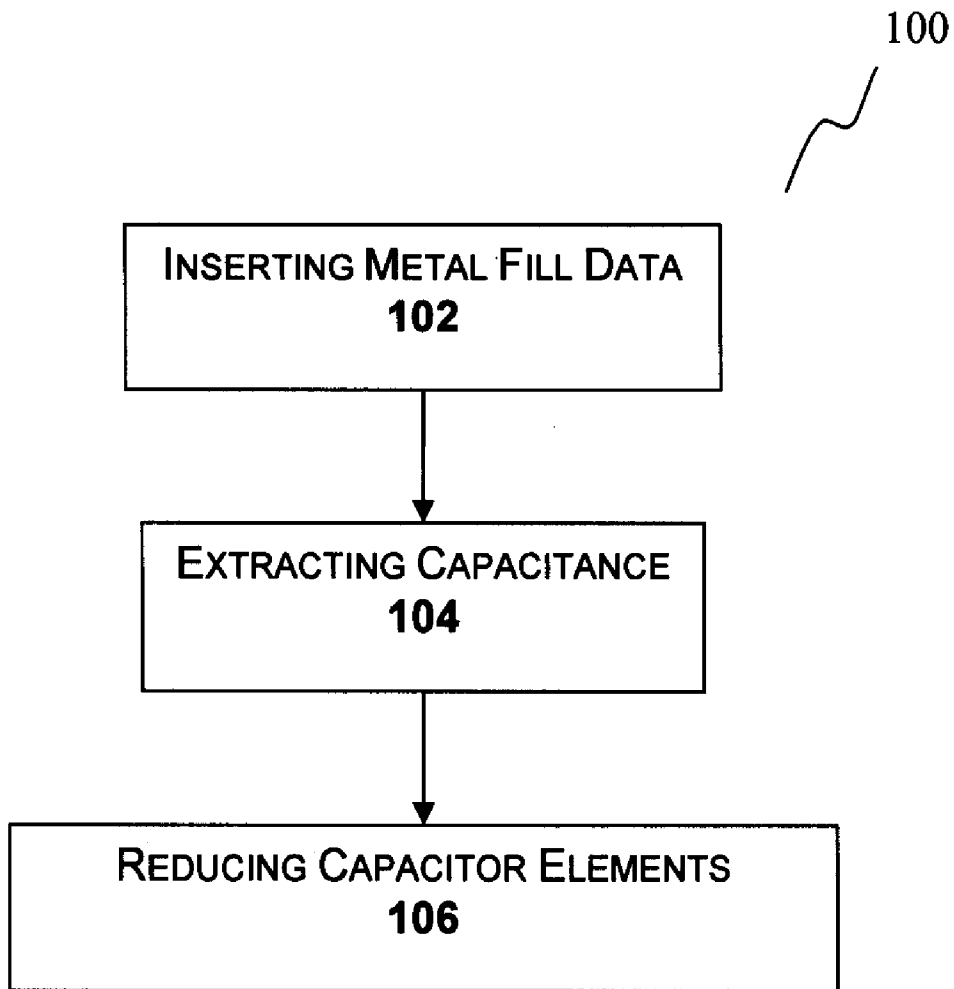 100
INSERTING METAL FILL DATA
102
EXTRACTING CAPACITANCE
104
REDUCING CAPACITOR ELEMENTS
106